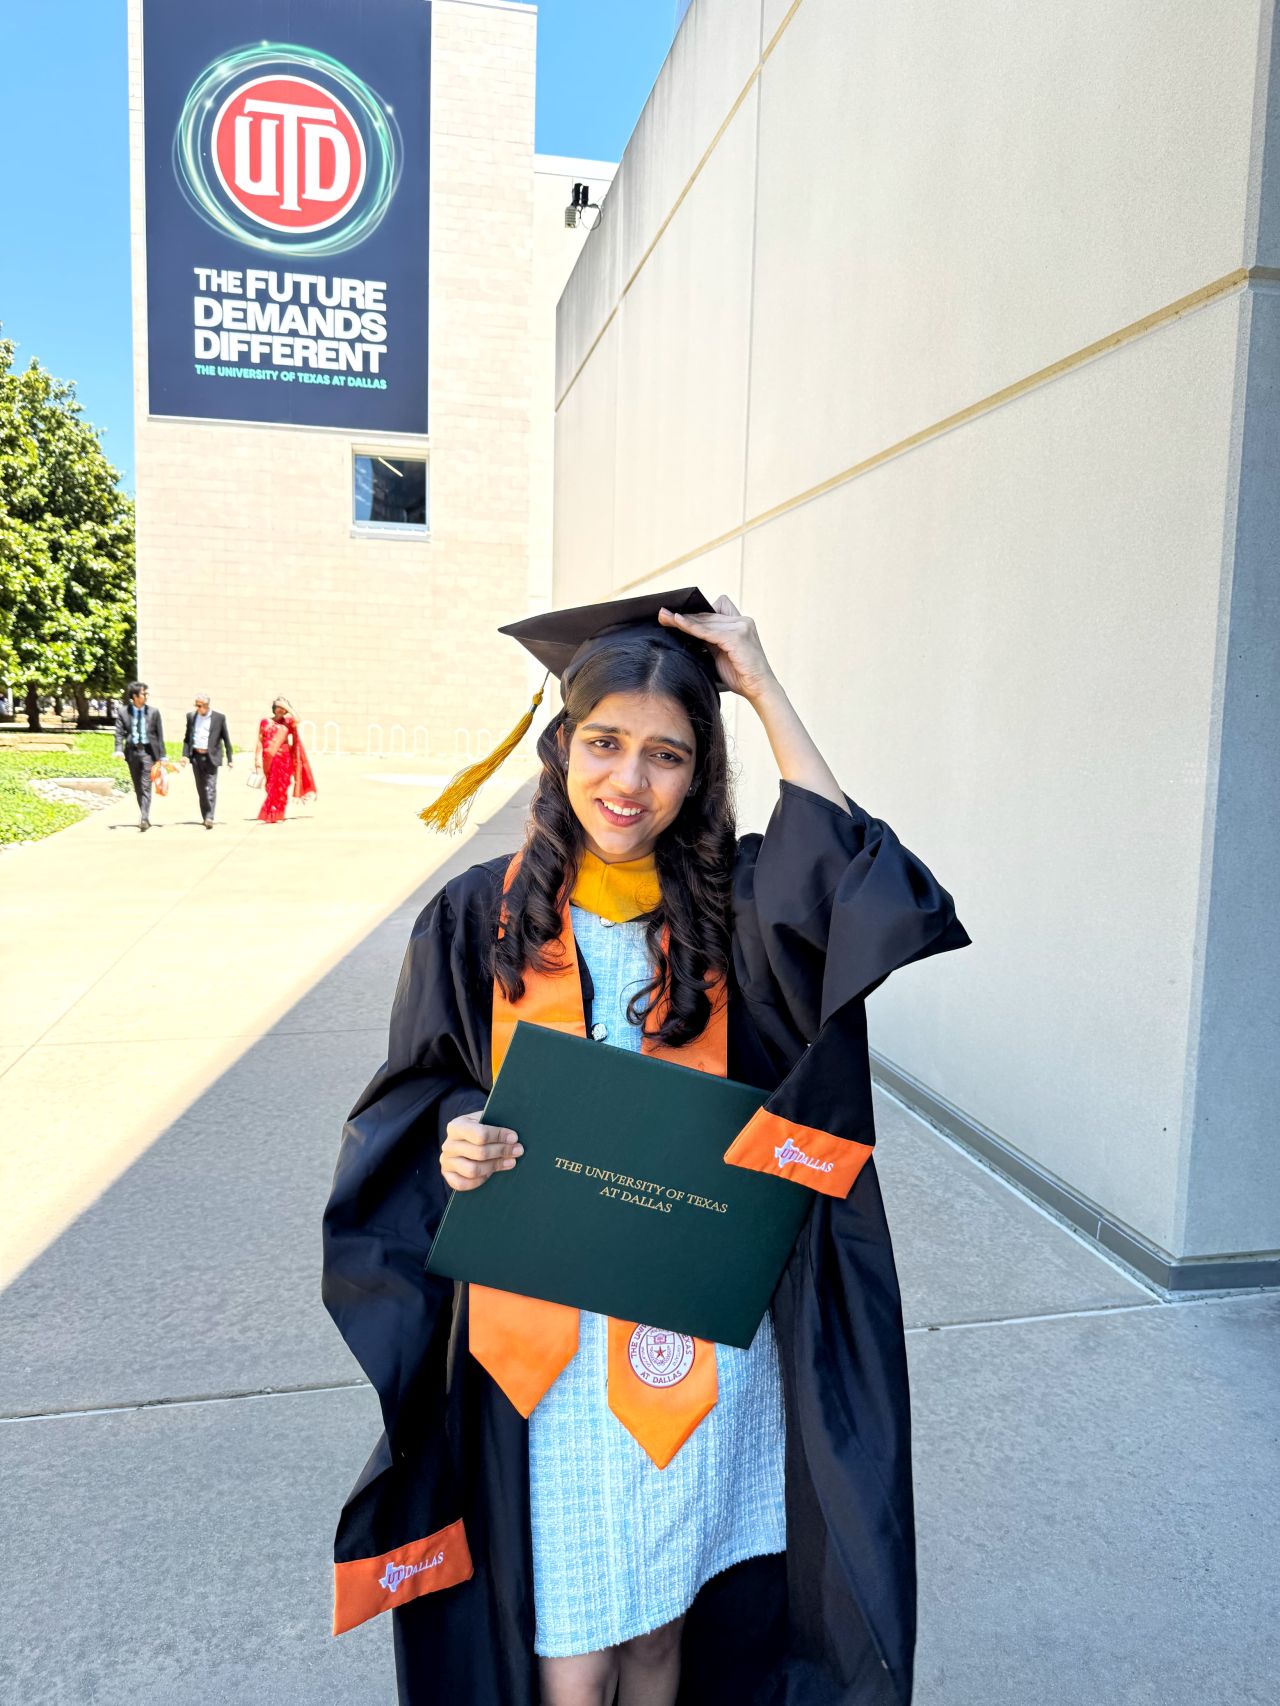 UTD
THE FUTURE
DEMANDS
DIFFERENT
THE UNIVERSITY OF TEXAS AT DALLAS
THE UNIVERSITY OF TEXAS
AT DALLAS
UTDALLAS
AT DALLAS
UTDALLAS